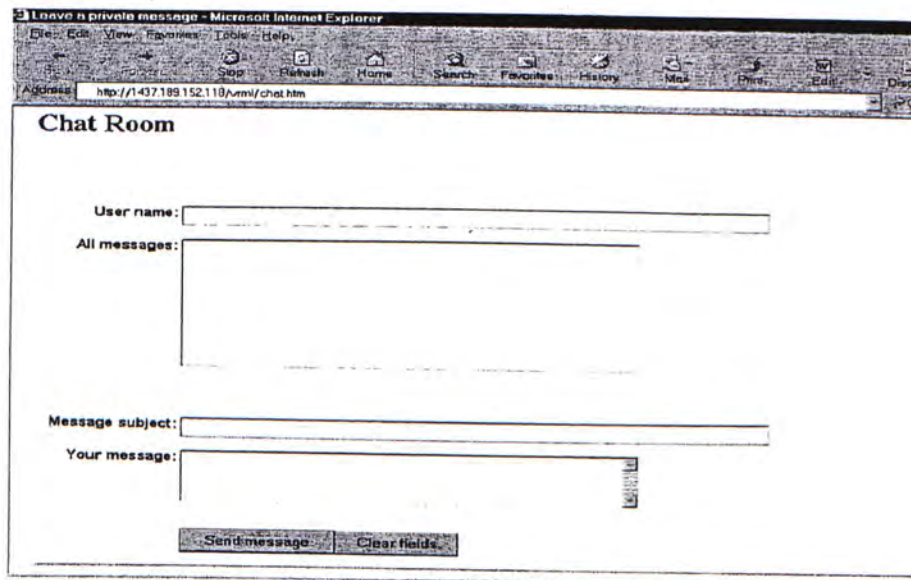 Leave a private message - Microsoft Internet Explorer
File Edit View Favorites Tools Help
Stop Refresh Home Search Favorites History Mail Print Edit
Address http://1437.189.152.118/vrml/chat.htm
Chat Room
User name:
All messages:
Message subject:
Your message:
Send message Clear fields